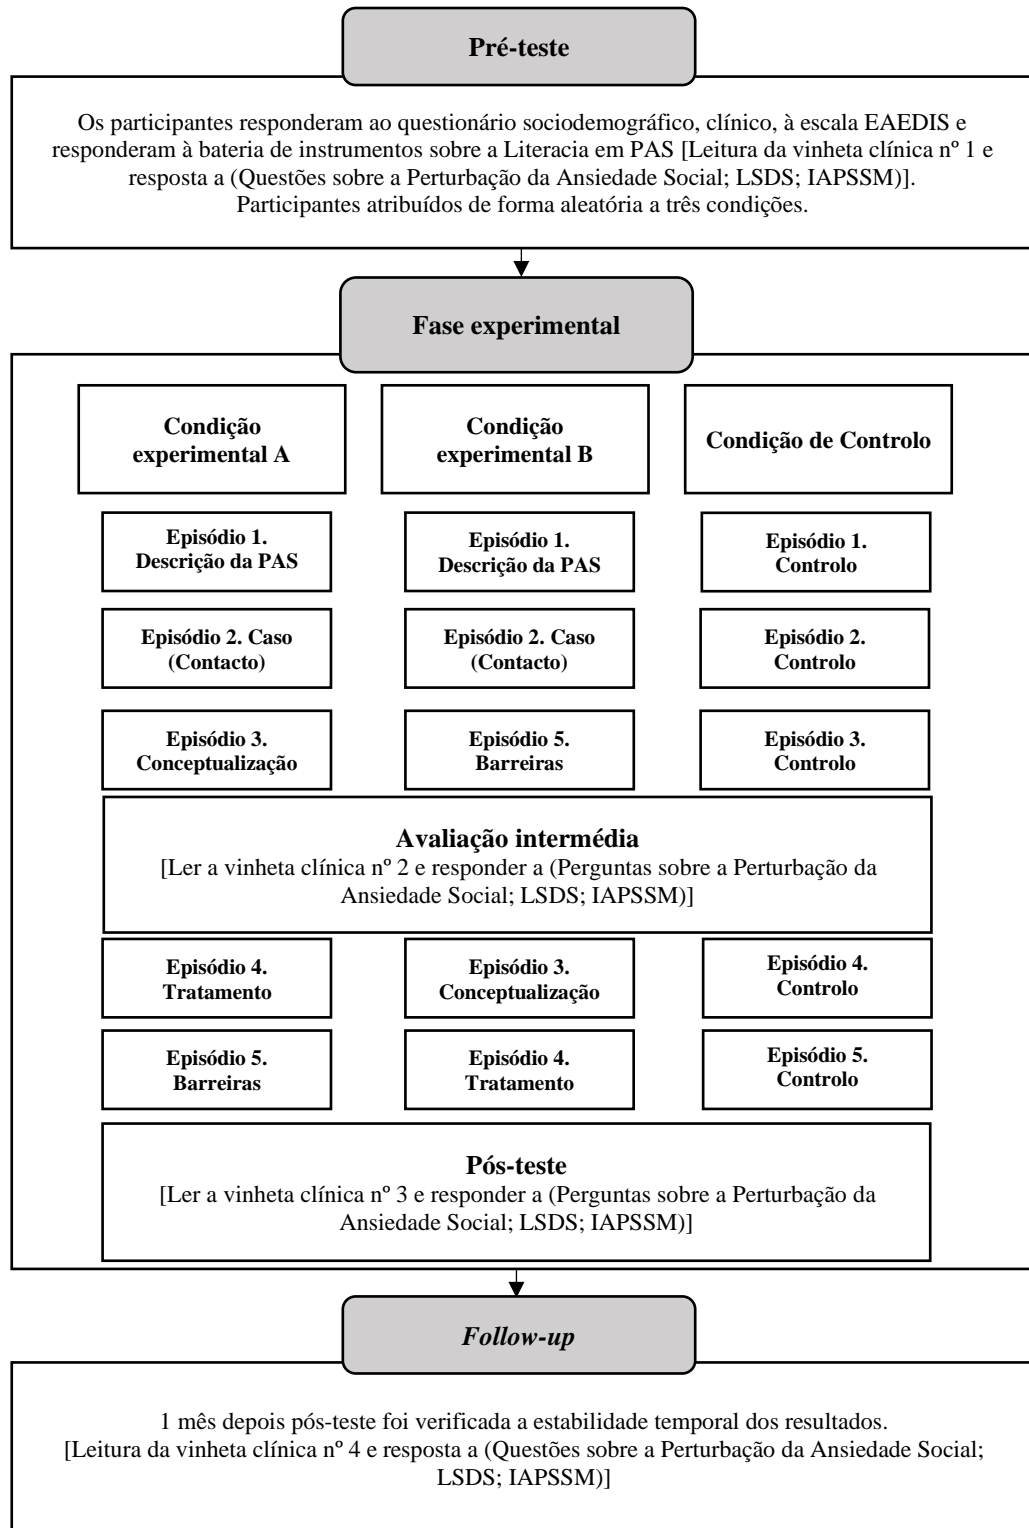 Pré-teste
Os participantes responderam ao questionário sociodemográfico, clínico, à escala EAEDIS e
responderam à bateria de instrumentos sobre a Literacia em PAS [Leitura da vinheta clínica nº 1 e
resposta a (Questões sobre a Perturbação da Ansiedade Social; LSDS; IAPSSM)].
Participantes atribuídos de forma aleatória a três condições.
Fase experimental
Condição
experimental A
Condição
experimental B
Condição de Controlo
Episódio 1.
Descrição da PAS
Episódio 1.
Descrição da PAS
Episódio 1.
Controlo
Episódio 2. Caso
(Contacto)
Episódio 2. Caso
(Contacto)
Episódio 2.
Controlo
Episódio 3.
Conceptualização
Episódio 5.
Barreiras
Episódio 3.
Controlo
Avaliação intermédia
[Ler a vinheta clínica nº 2 e responder a (Perguntas sobre a Perturbação da
Ansiedade Social; LSDS; IAPSSM)]
Episódio 4.
Tratamento
Episódio 3.
Conceptualização
Episódio 4.
Controlo
Episódio 5.
Barreiras
Episódio 4.
Tratamento
Episódio 5.
Controlo
Pós-teste
[Ler a vinheta clínica nº 3 e responder a (Perguntas sobre a Perturbação da
Ansiedade Social; LSDS; IAPSSM)]
Follow-up
1 mês depois pós-teste foi verificada a estabilidade temporal dos resultados.
[Leitura da vinheta clínica nº 4 e resposta a (Questões sobre a Perturbação da Ansiedade Social;
LSDS; IAPSSM)]